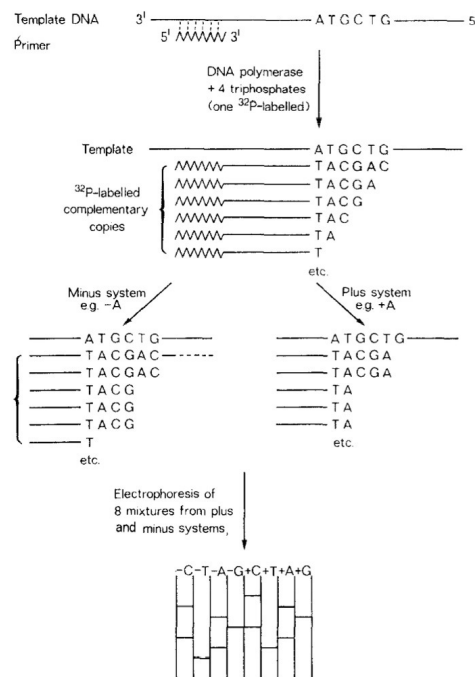 Template DNA 3' ATGCTG 5'
5' 3'
Primer
DNA polymerase
+ 4 triphosphates
(one ³²P-labelled)
Template ATGCTG
TACGAC
TACGA
TACG
TAC
TA
T
etc.
³²P-labelled
complementary
copies
Minus system
e.g. -A
Plus system
e.g. +A
ATGCTG
TACGAC
TACGAC
TACG
TACG
TACG
T
etc.
ATGCTG
TACGA
TACGA
TA
TA
TA
etc.
Electrophoresis of
8 mixtures from plus
and minus systems,
-C-T-A-G+C+T+A+G